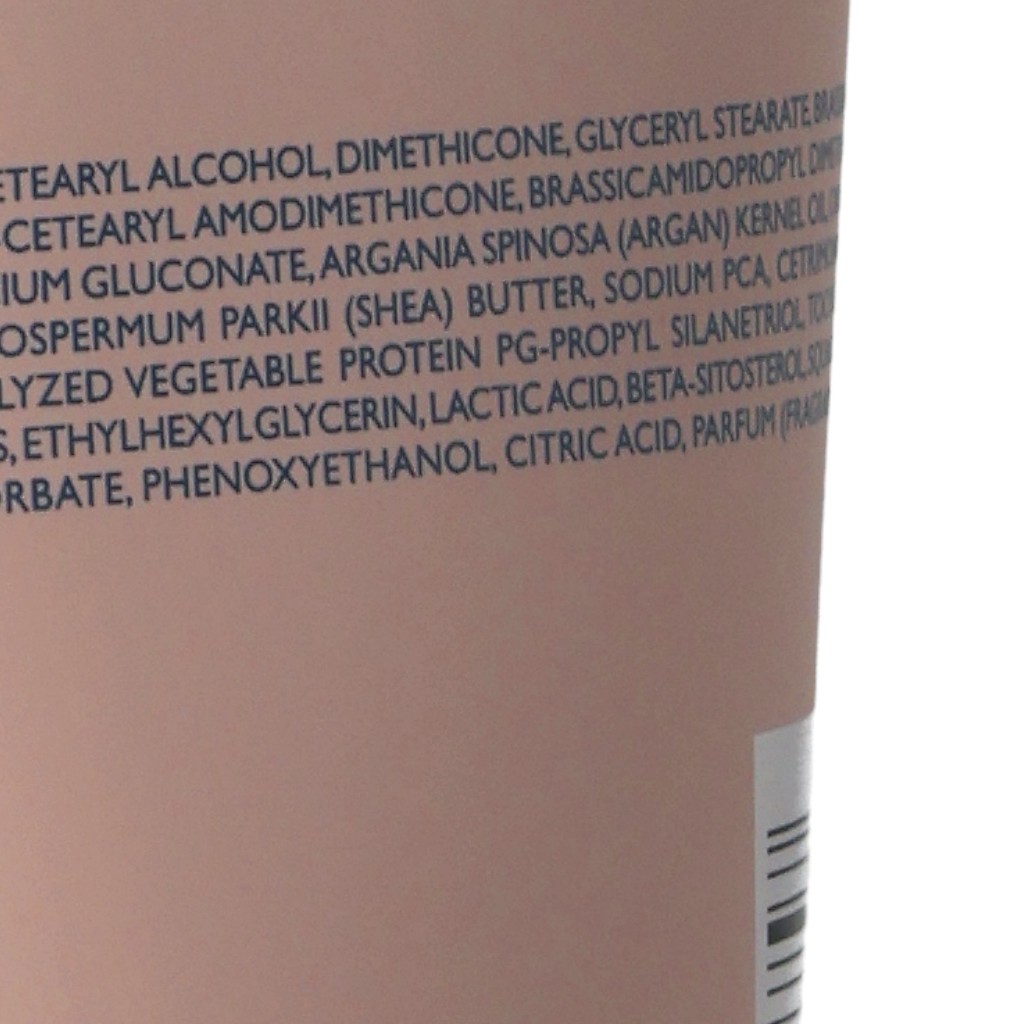 ETEARYL ALCOHOL, DIMETHICONE, GLYCERYL STEARATE,
CETEARYL AMODIMETHICONE, BRASSICAMIDOPROPYL
IUM GLUCONATE, ARGANIA SPINOSA (ARGAN) KERNEL OIL,
OSPERMUM PARKII (SHEA) BUTTER, SODIUM PCA,
LYZED VEGETABLE PROTEIN PG-PROPYL SILANETRIOL,
S, ETHYLHEXYLGLYCERIN, LACTIC ACID, BETA-SITOSTEROL,
ORBATE, PHENOXYETHANOL, CITRIC ACID, PARFUM